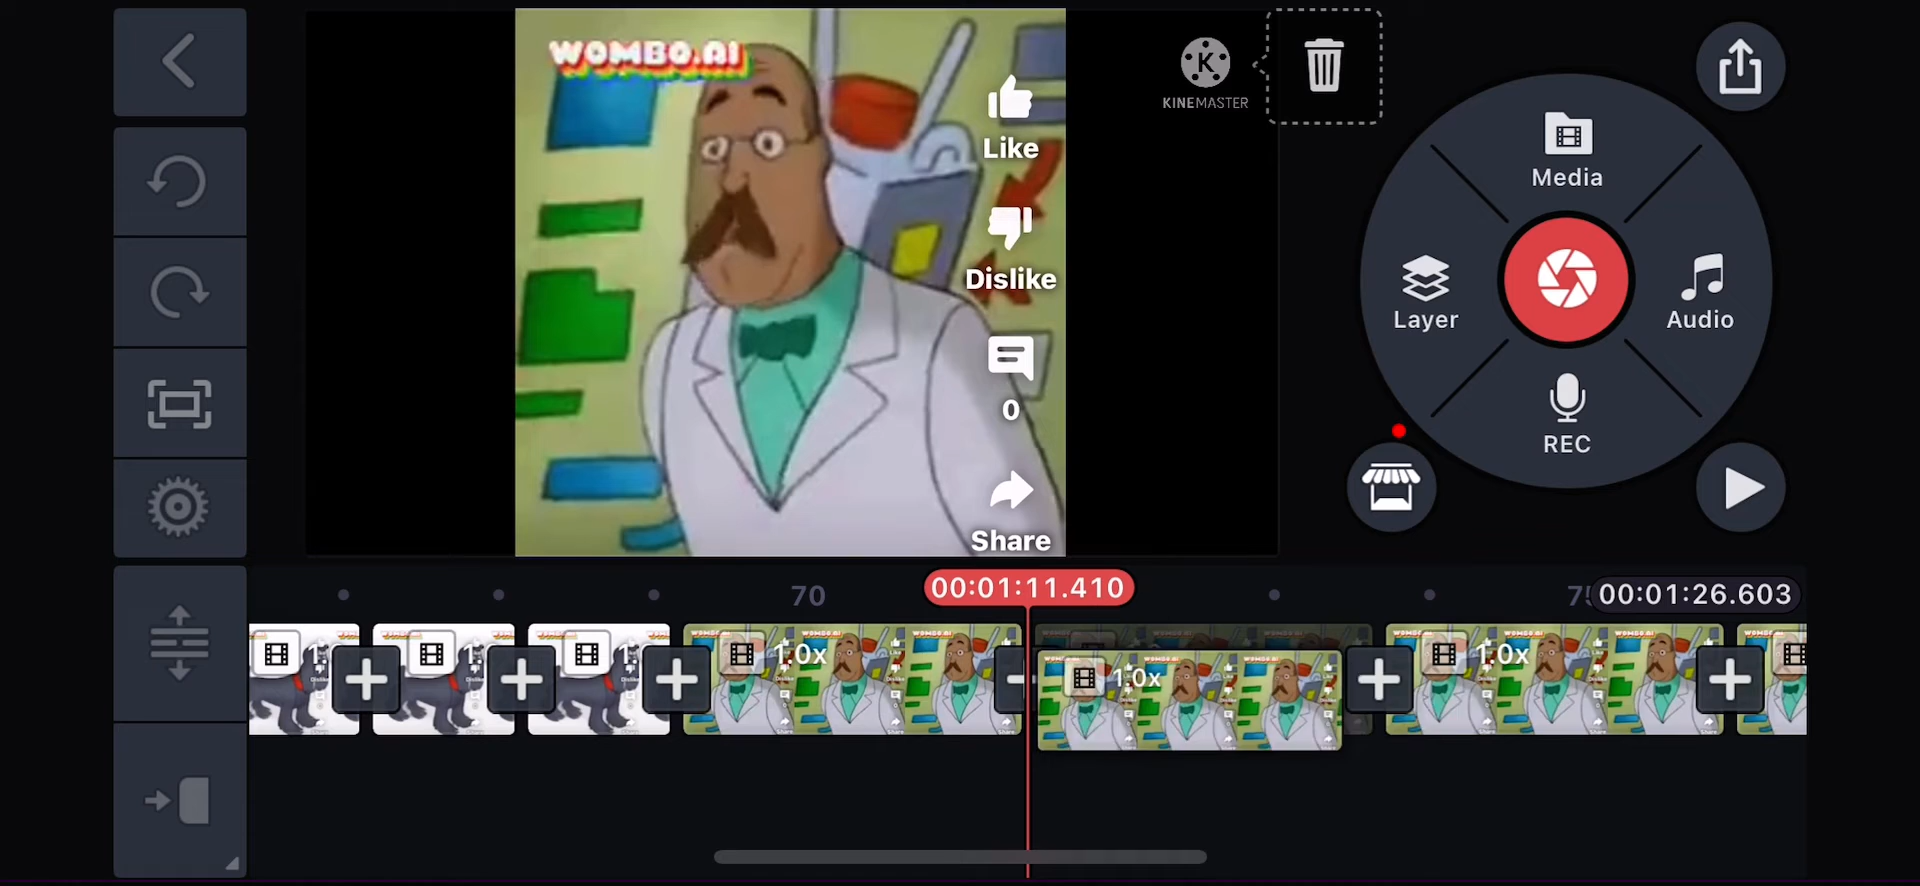 WOMBO.AI
Like
Dislike
0
Share
K
KINEMASTER
Media
Layer
Audio
REC
70
00:01:11.410
00:01:26.603
1.0x
1.0x
1.0x